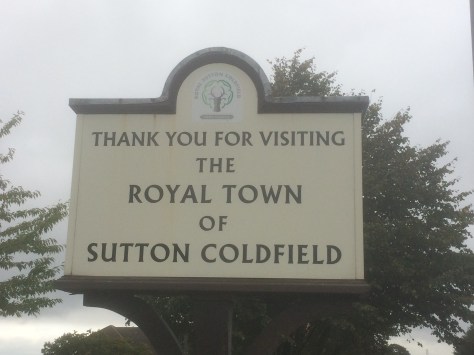 THANK YOU FOR VISITING
THE
ROYAL TOWN
OF
SUTTON COLDFIELD